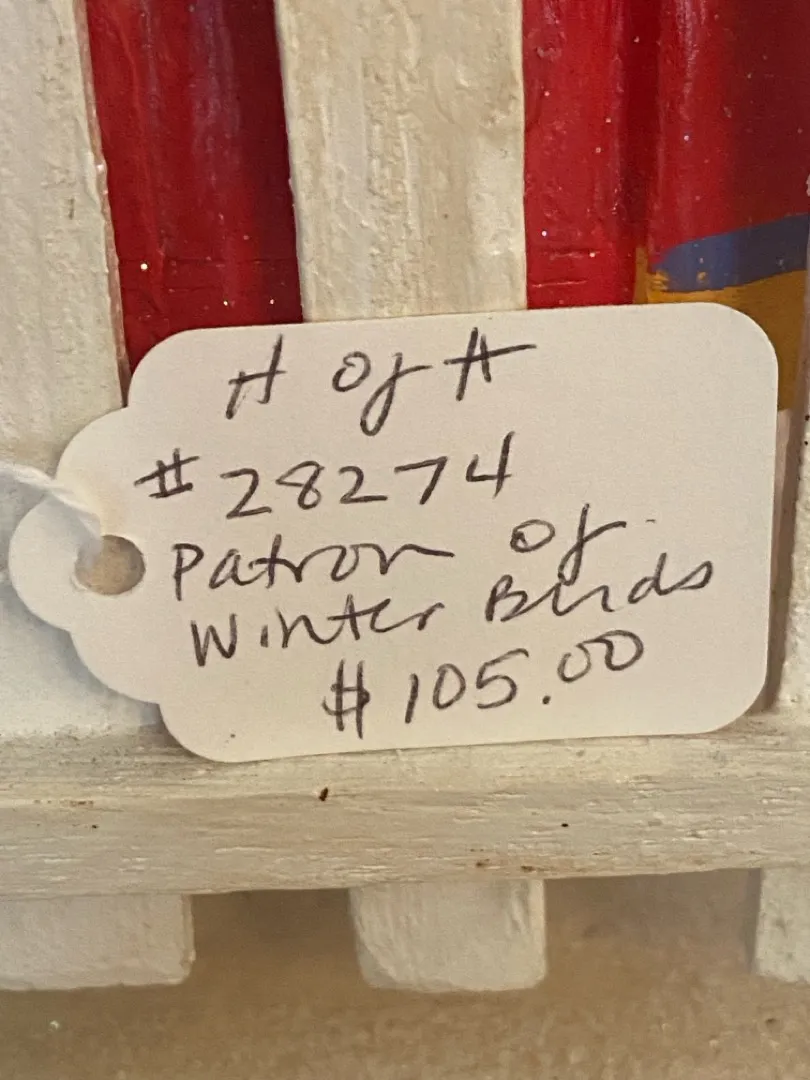 H of A
#28274
Patron of
Winter Birds
$105.00